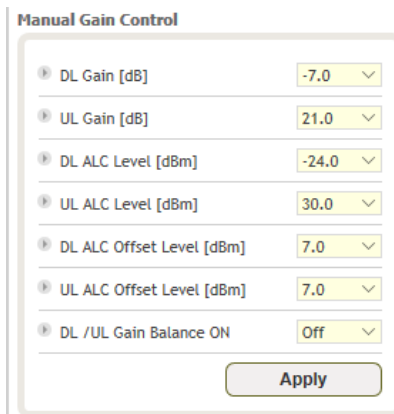 Manual Gain Control
DL Gain [dB] -7.0
UL Gain [dB] 21.0
DL ALC Level [dBm] -24.0
UL ALC Level [dBm] 30.0
DL ALC Offset Level [dBm] 7.0
UL ALC Offset Level [dBm] 7.0
DL /UL Gain Balance ON Off
Apply